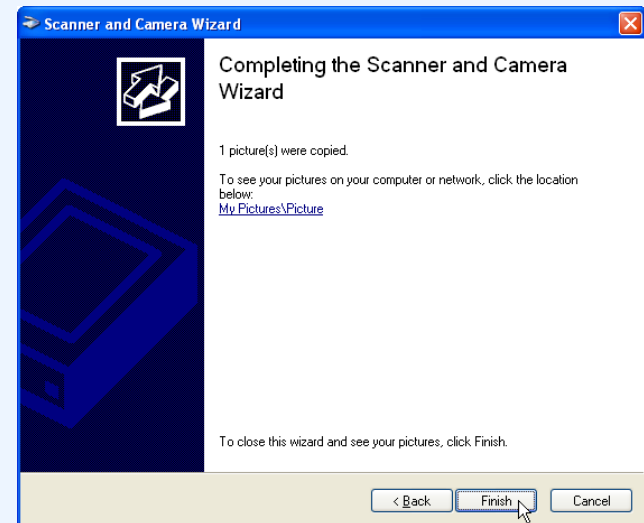 Scanner and Camera Wizard
Completing the Scanner and Camera
Wizard
1 picture(s) were copied.
To see your pictures on your computer or network, click the location
below:
My Pictures\Picture
To close this wizard and see your pictures, click Finish.
< Back Finish Cancel